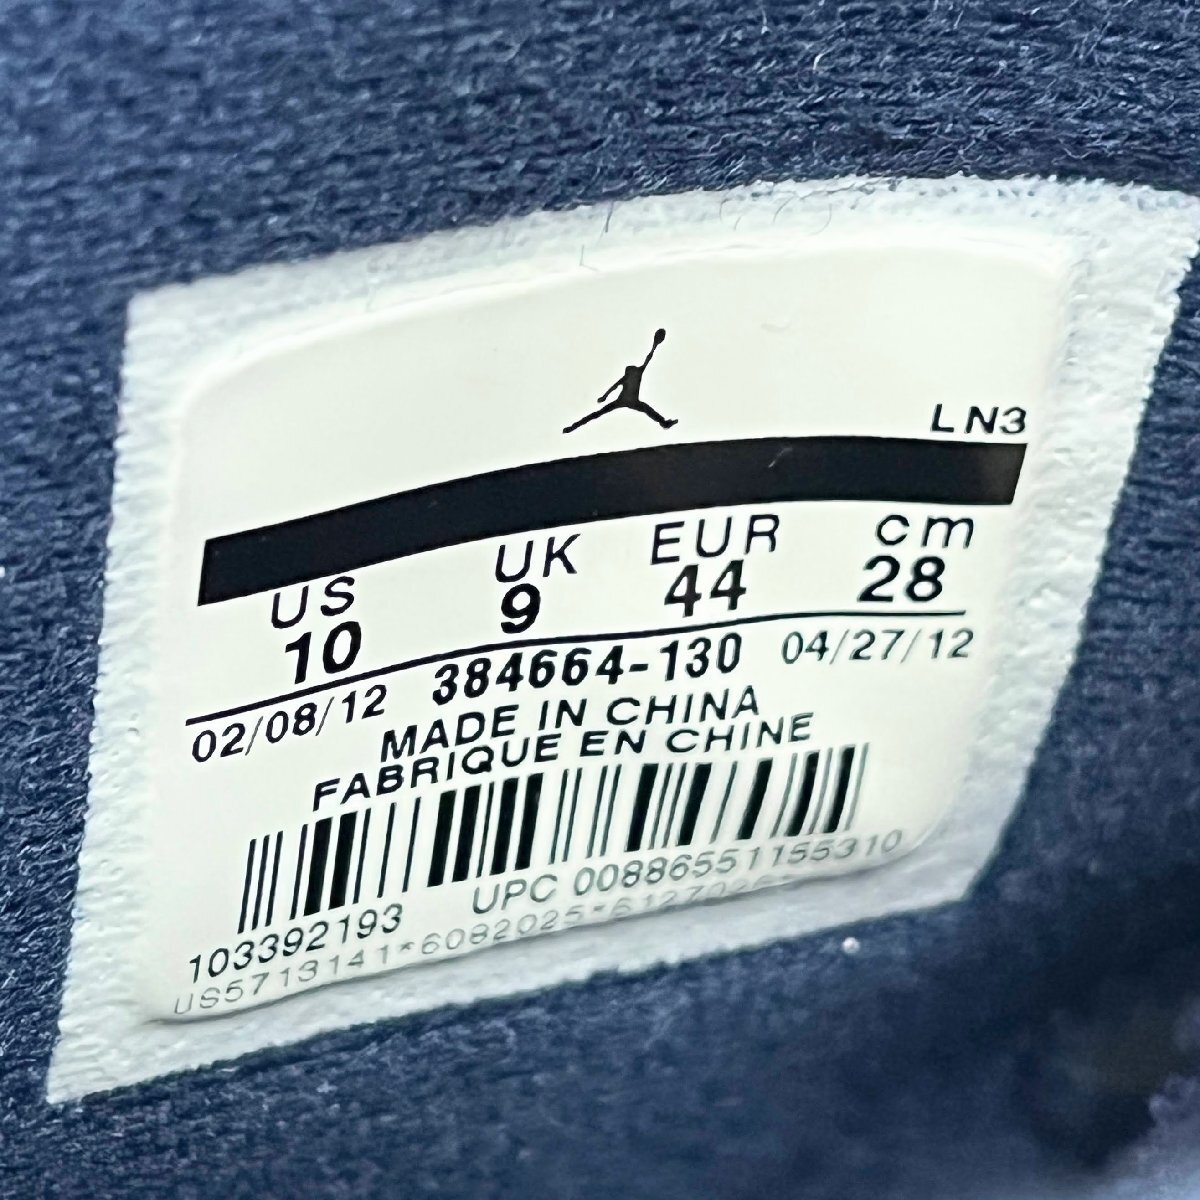 LN3
US UK EUR cm
10 9 44 28
02/08/12 384664-130 04/27/12
MADE IN CHINA
FABRIQUE EN CHINE
103392193 UPC 00886551155310
US5713141*6082025*6127026*